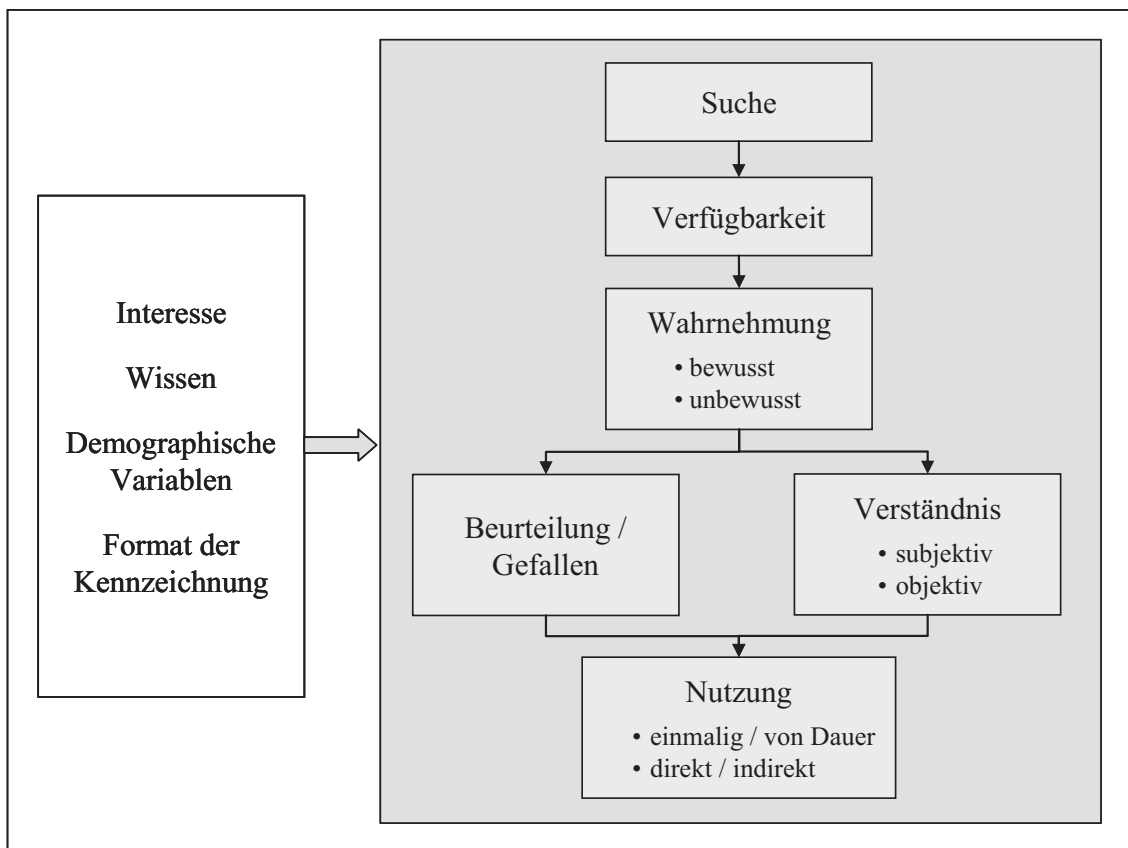 Interesse
Wissen
Demographische
Variablen
Format der
Kennzeichnung
Suche
Verfügbarkeit
Wahrnehmung
• bewusst
• unbewusst
Beurteilung /
Gefallen
Verständnis
• subjektiv
• objektiv
Nutzung
• einmalig / von Dauer
• direkt / indirekt